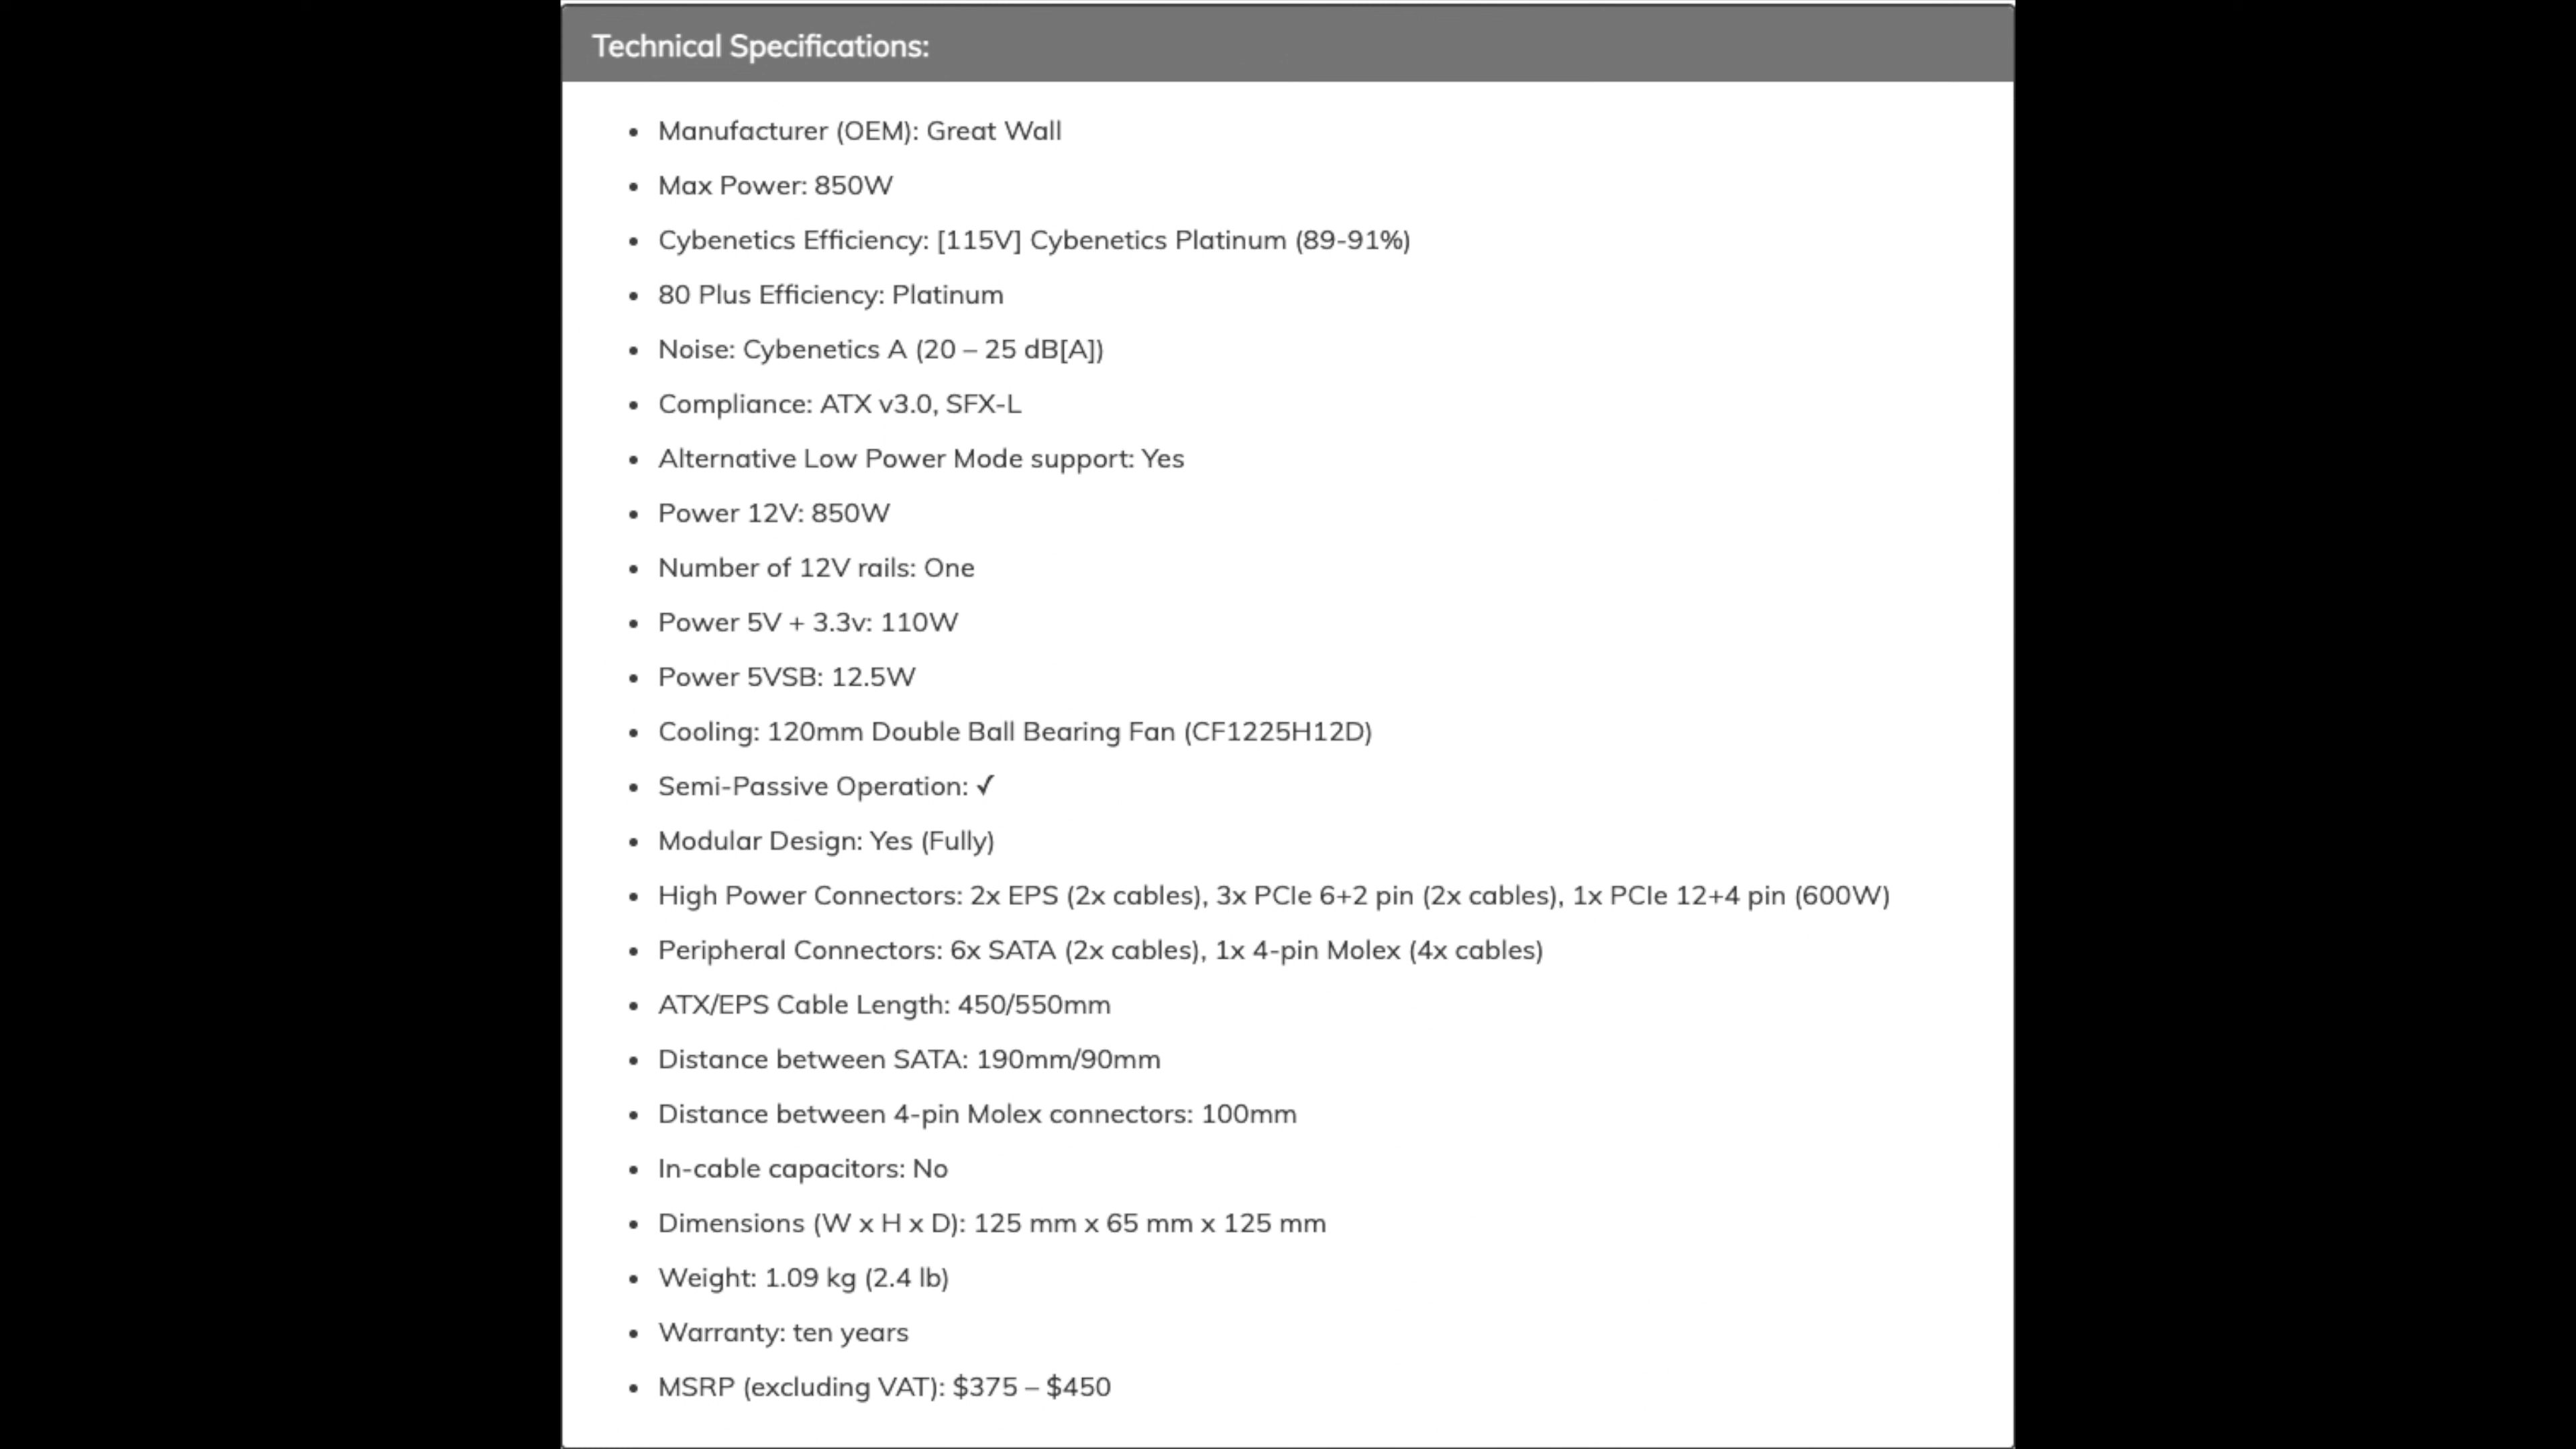 Technical Specifications:
• Manufacturer (OEM): Great Wall
• Max Power: 850W
• Cybenetics Efficiency: [115V] Cybenetics Platinum (89-91%)
• 80 Plus Efficiency: Platinum
• Noise: Cybenetics A (20 – 25 dB[A])
• Compliance: ATX v3.0, SFX-L
• Alternative Low Power Mode support: Yes
• Power 12V: 850W
• Number of 12V rails: One
• Power 5V + 3.3v: 110W
• Power 5VSB: 12.5W
• Cooling: 120mm Double Ball Bearing Fan (CF1225H12D)
• Semi-Passive Operation: ✓
• Modular Design: Yes (Fully)
• High Power Connectors: 2x EPS (2x cables), 3x PCIe 6+2 pin (2x cables), 1x PCIe 12+4 pin (600W)
• Peripheral Connectors: 6x SATA (2x cables), 1x 4-pin Molex (4x cables)
• ATX/EPS Cable Length: 450/550mm
• Distance between SATA: 190mm/90mm
• Distance between 4-pin Molex connectors: 100mm
• In-cable capacitors: No
• Dimensions (W x H x D): 125 mm x 65 mm x 125 mm
• Weight: 1.09 kg (2.4 lb)
• Warranty: ten years
• MSRP (excluding VAT): $375 – $450